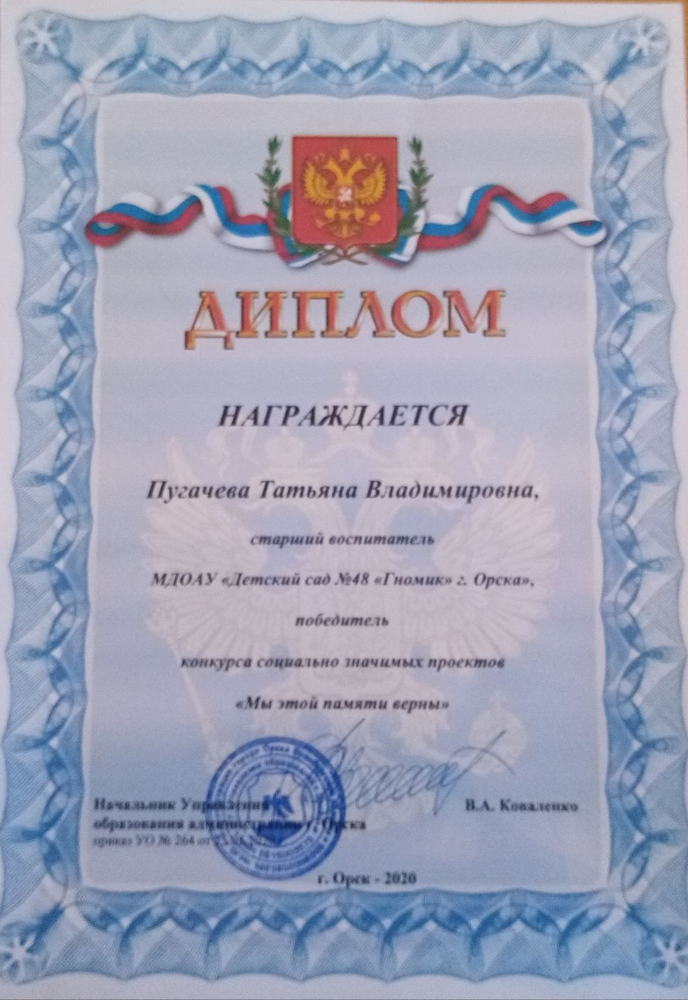 ДИПЛОМ
НАГРАЖДАЕТСЯ
Пугачева Татьяна Владимировна,
старший воспитатель
МДОАУ «Детский сад №48 «Гномик» г. Орска»,
победитель
конкурса социально значимых проектов
«Мы этой памяти верны»
Начальник Управления
В.А. Коваленко
образования администрации г. Орска
приказ УО № 264 от
г. Орск - 2020